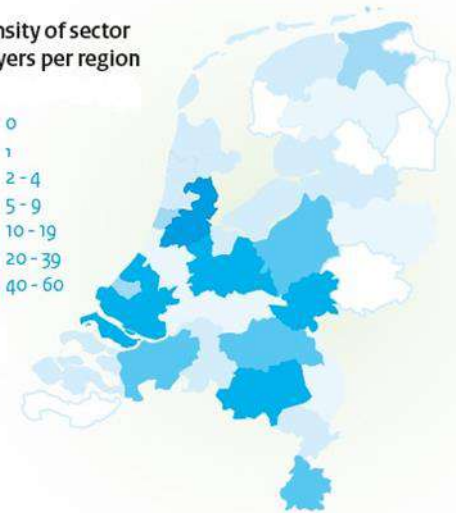 nsity of sector
yers per region
0
1
2 - 4
5 - 9
10 - 19
20 - 39
40 - 60